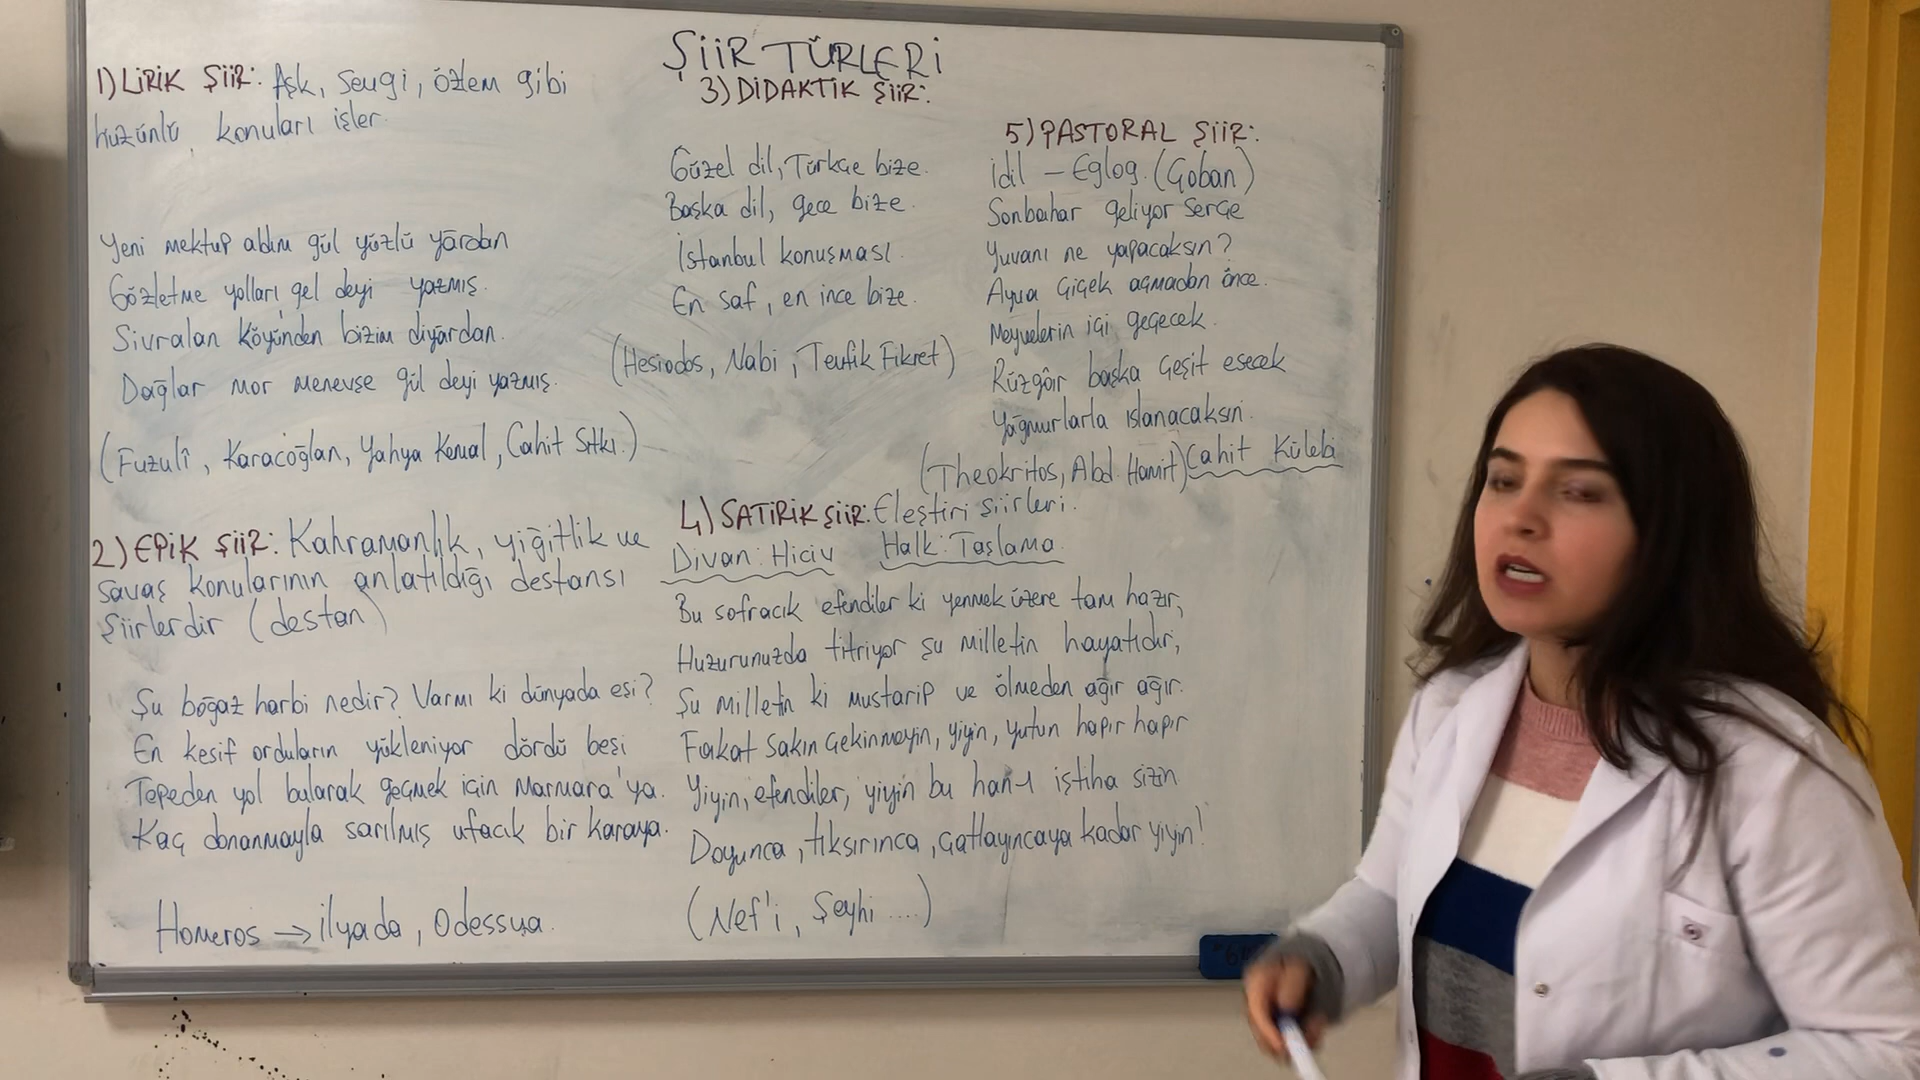 ŞİİR TÜRLERİ
1) LİRİK ŞİİR: Aşk, sevgi, özlem gibi
hüzünlü konuları işler.
Yeni mektup aldım gül yüzlü yârdan
Gözletme yolları gel deyi yazmış.
Sivralan Köyünden bizim diyârdan.
Dağlar mor menevşe gül deyi yazmış.
(Fuzulî, Karacoğlan, Yahya Kemal, Cahit Sıtkı.)
2) EPİK ŞİİR: Kahramanlık, yiğitlik ve
savaş konularının anlatıldığı destansı
şiirlerdir (destan)
Şu boğaz harbi nedir? Varmı ki dünyada eşi?
En kesif orduların yükleniyor dördü beşi
Tepeden yol bularak geçmek için Marmara'ya.
Kaç donanmayla sarılmış ufacık bir karaya.
Homeros → İlyada, Odessya.
3) DİDAKTİK ŞİİR:
Güzel dil, Türkçe bize.
Başka dil, gece bize.
İstanbul konuşması.
En saf, en ince bize.
(Hesiodos, Nabi, Tevfik Fikret)
4) SATİRİK ŞİİR: Eleştiri şiirleri.
Divan: Hiciv Halk: Taşlama.
Bu sofracık efendiler ki yenmek üzere tam hazır,
Huzurunuzda titriyor şu milletin hayatıdır,
Şu milletin ki mustarip ve ölmeden ağır ağır.
Fakat sakın çekinmeyin, yiyin, yutun hapır hapır
Yiyin, efendiler, yiyin bu han-ı iştiha sizin
Doyunca, tıksırınca, çatlayıncaya kadar yiyin!
(Nef'i, Şeyhi ....)
5) PASTORAL ŞİİR:
İdil - Eglog. (Çoban)
Sonbahar geliyor serçe
Yuvanı ne yapacaksın?
Ayva çiçek açmadan önce.
Meyvelerin içi geçecek.
Rüzgâr başka çeşit esecek
Yağmurlarla ıslanacaksın.
(Theokritos, Abd. Hamit) Cahit Külebi